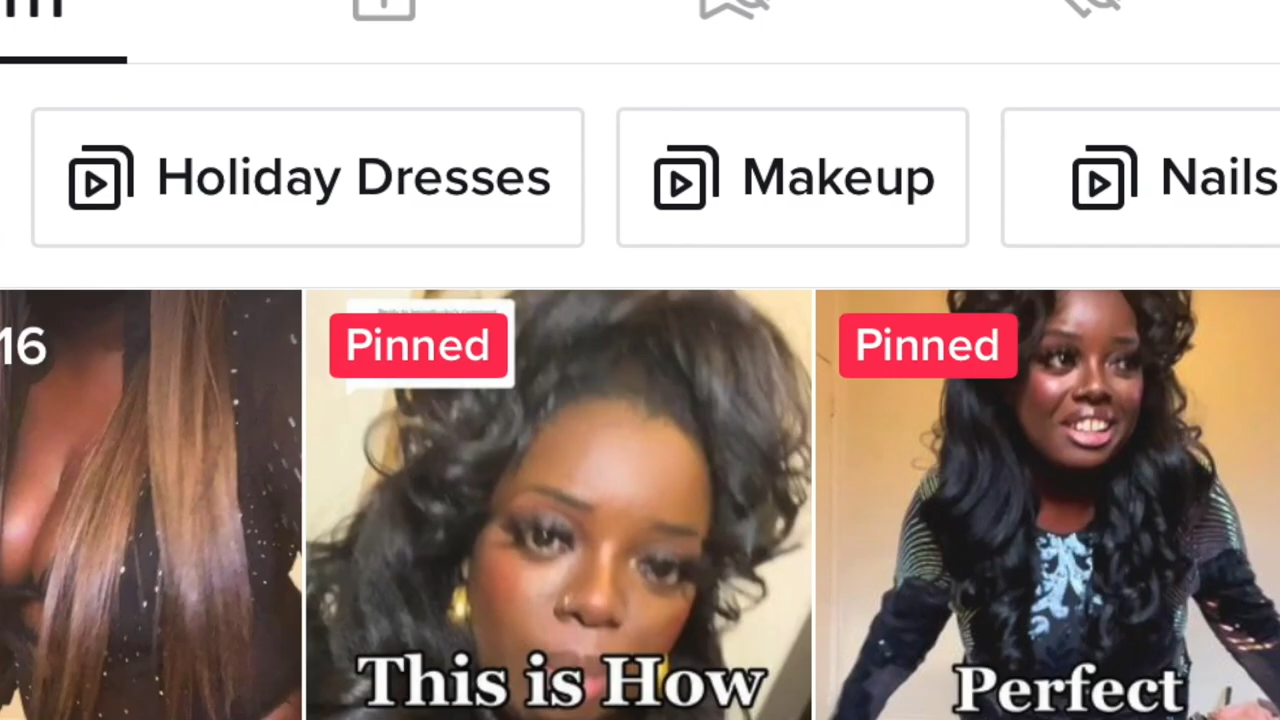 Holiday Dresses
Makeup
Nails
16
Pinned
Pinned
This is How
Perfect